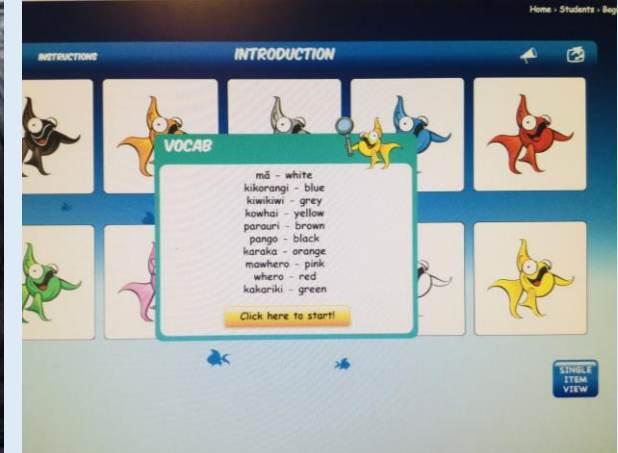 Home › Students › Beg
INSTRUCTIONS
INTRODUCTION
VOCAB
mā - white
kikorangi - blue
kiwikiwi - grey
kowhai - yellow
parauri - brown
pango - black
karaka - orange
mawhero - pink
whero - red
kakariki - green
Click here to start!
SINGLE
ITEM
VIEW